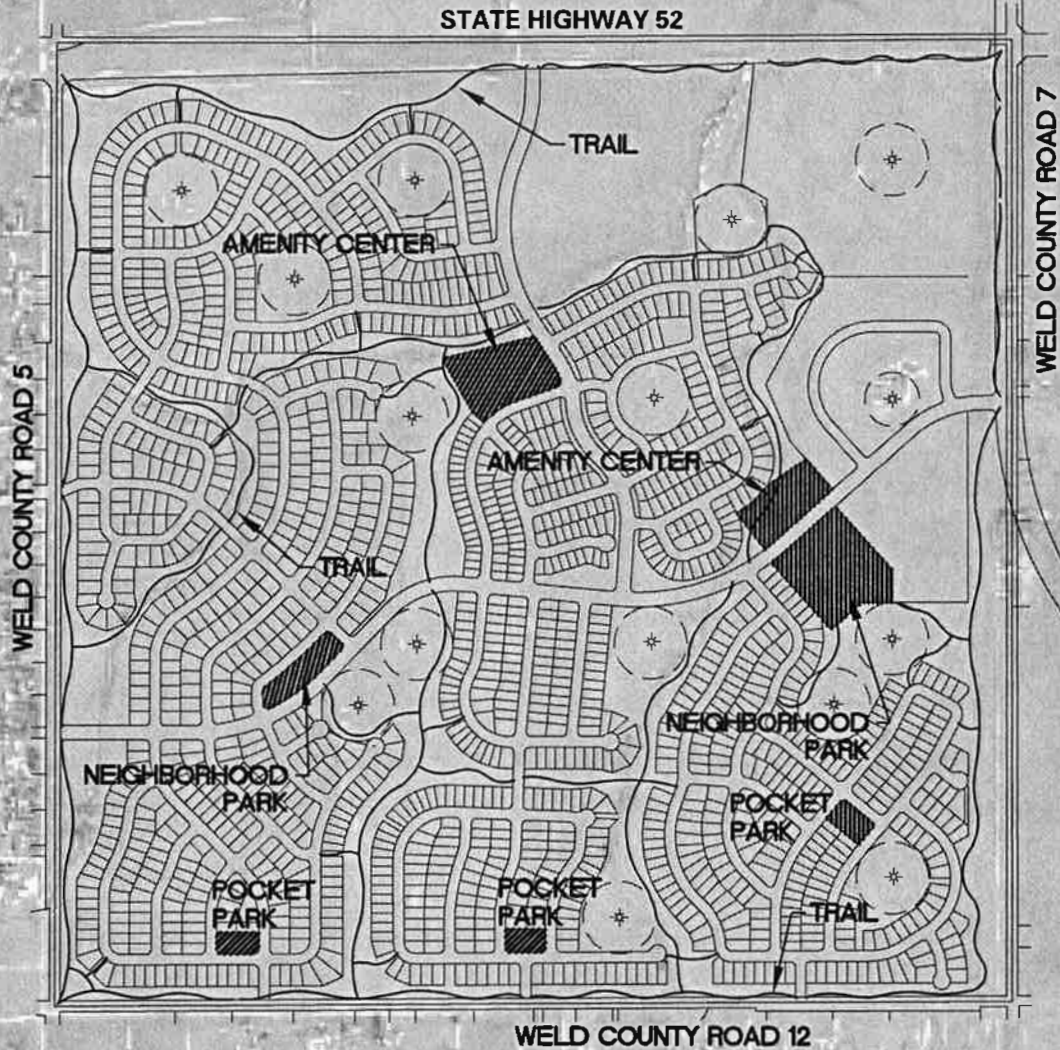 STATE HIGHWAY 52
WELD COUNTY ROAD 7
TRAIL
AMENITY CENTER
WELD COUNTY ROAD 5
AMENITY CENTER
TRAIL
NEIGHBORHOOD
PARK
NEIGHBORHOOD
PARK
POCKET
PARK
POCKET
PARK
POCKET
PARK
TRAIL
WELD COUNTY ROAD 12